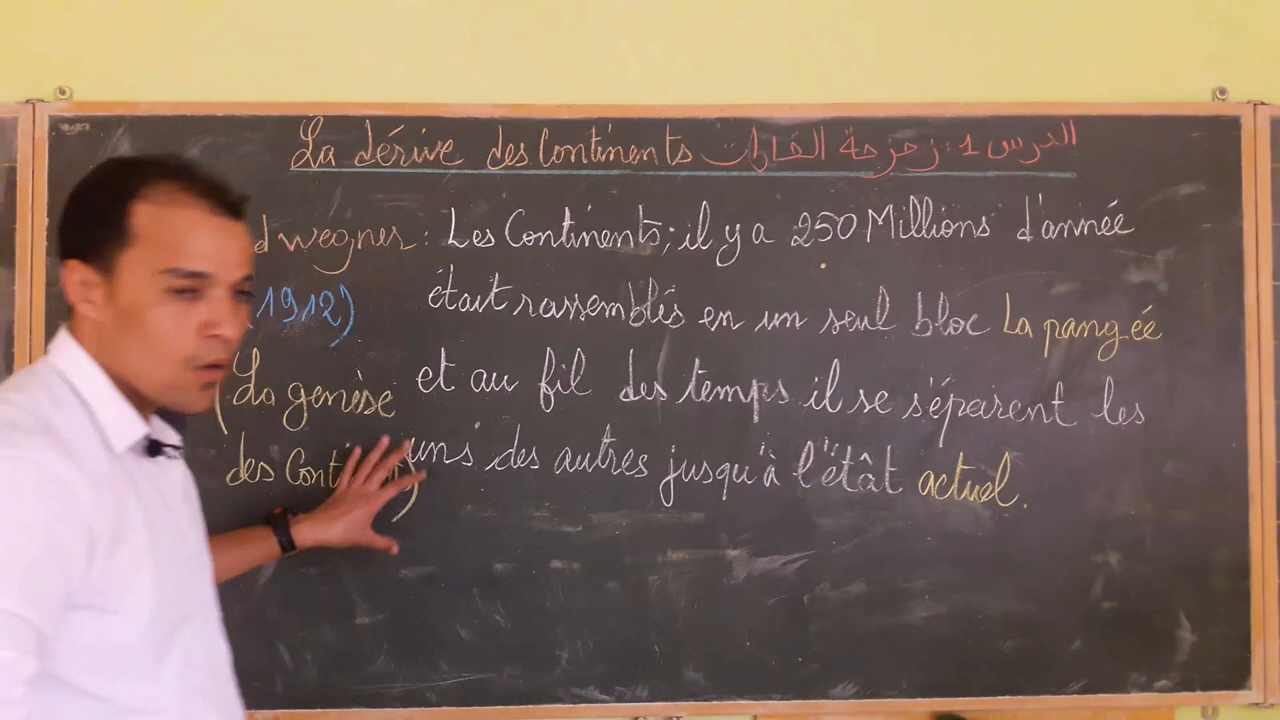 La dérive des Continents الدرس 1: زحزحة القارات
d wegner: Les Continents; il y a 250 Millions d'année
1912) était rassemblés en un seul bloc La pangée
(La genèse et au fil des temps il se séparent les
des uns des autres jusqu'à l'étât actuel.